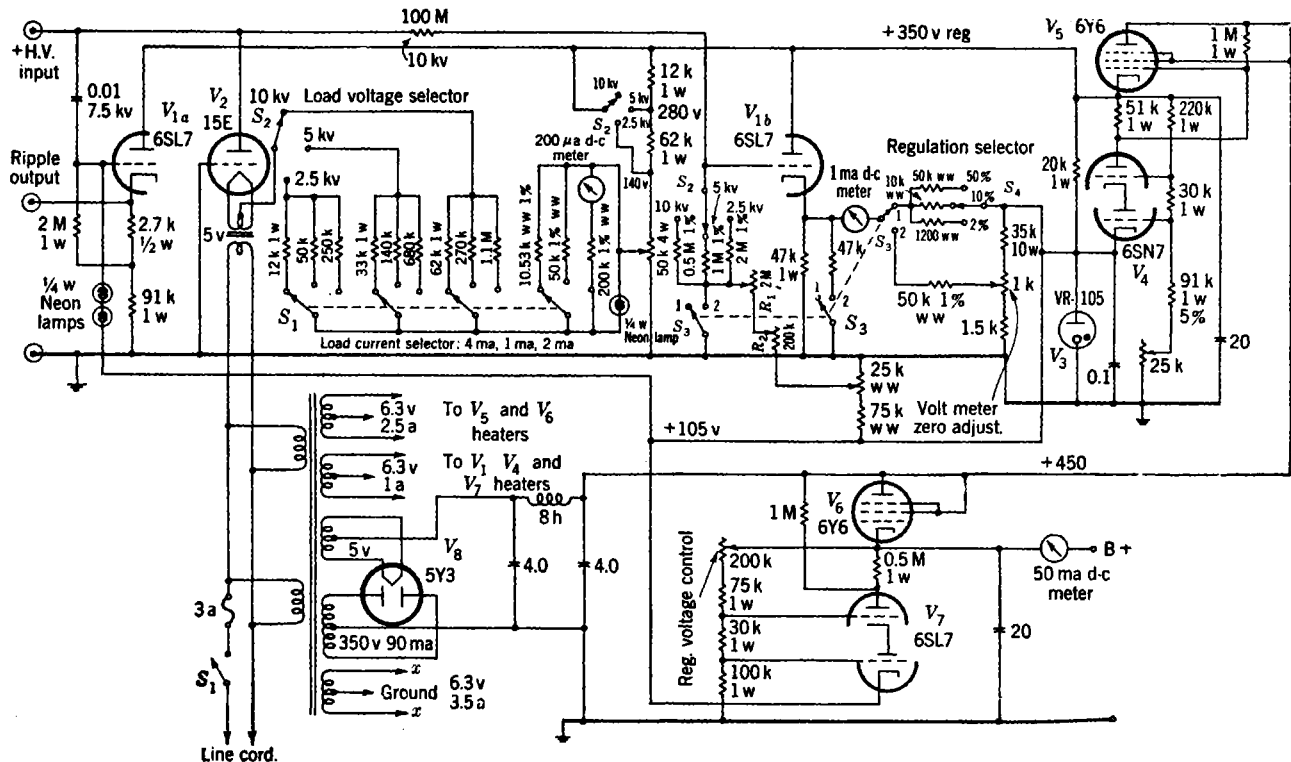 100 M
10 kv
+H.V.
input
0.01
7.5 kv
V1a
6SL7
V2
15E
10 kv
S2
Load voltage selector
5 kv
2.5 kv
Ripple
output
2 M
1 w
2.7 k
½ w
5 v
¼ w
Neon
lamps
91 k
1 w
12 k 1 w
50 k
250 k
33 k 1 w
140 k
680 k
62 k 1 w
270 k
1.1 M
10.53 k ww 1%
50 k 1% ww
200 k 1% ww
200 µa d-c
meter
S1
Load current selector: 4 ma, 1 ma, 2 ma
¼ w
Neon lamp
10 kv
5 kv
S2
2.5 kv
12 k
1 w
280 v
62 k
1 w
140 v
50 k 4 w
S2
5 kv
10 kv
2.5 kv
0.5 M 1%
1 M 1%
2 M 1%
1
2
S3
R1
2M
R2
200 k
V1b
6SL7
+350 v reg
1 ma d-c
meter
47 k
1 w
47 k
1
2
S3
Regulation selector
10k
ww
50 k ww
50%
10%
S4
1
2%
1200 ww
S3
2
50 k 1%
ww
35 k
10 w
1 k
1.5 k
Volt meter
zero adjust.
25 k
ww
75 k
ww
+105 v
V5
6Y6
1 M
1 w
51 k
1 w
220 k
1 w
20 k
1 w
30 k
1 w
6SN7
V4
91 k
1 w
5%
VR-105
V3
0.1
25 k
20
+450
6.3 v
2.5 a
To V5 and V6
heaters
6.3 v
1 a
To V1 V4 and
V7 heaters
8 h
5 v
V8
5Y3
4.0
4.0
350 v 90 ma
3 a
S1
x
Ground
x
6.3 v
3.5 a
Line cord.
V6
6Y6
1 M
0.5 M
1 w
Reg. voltage control
200 k
75 k
1 w
30 k
1 w
100 k
1 w
V7
6SL7
20
B +
50 ma d-c
meter